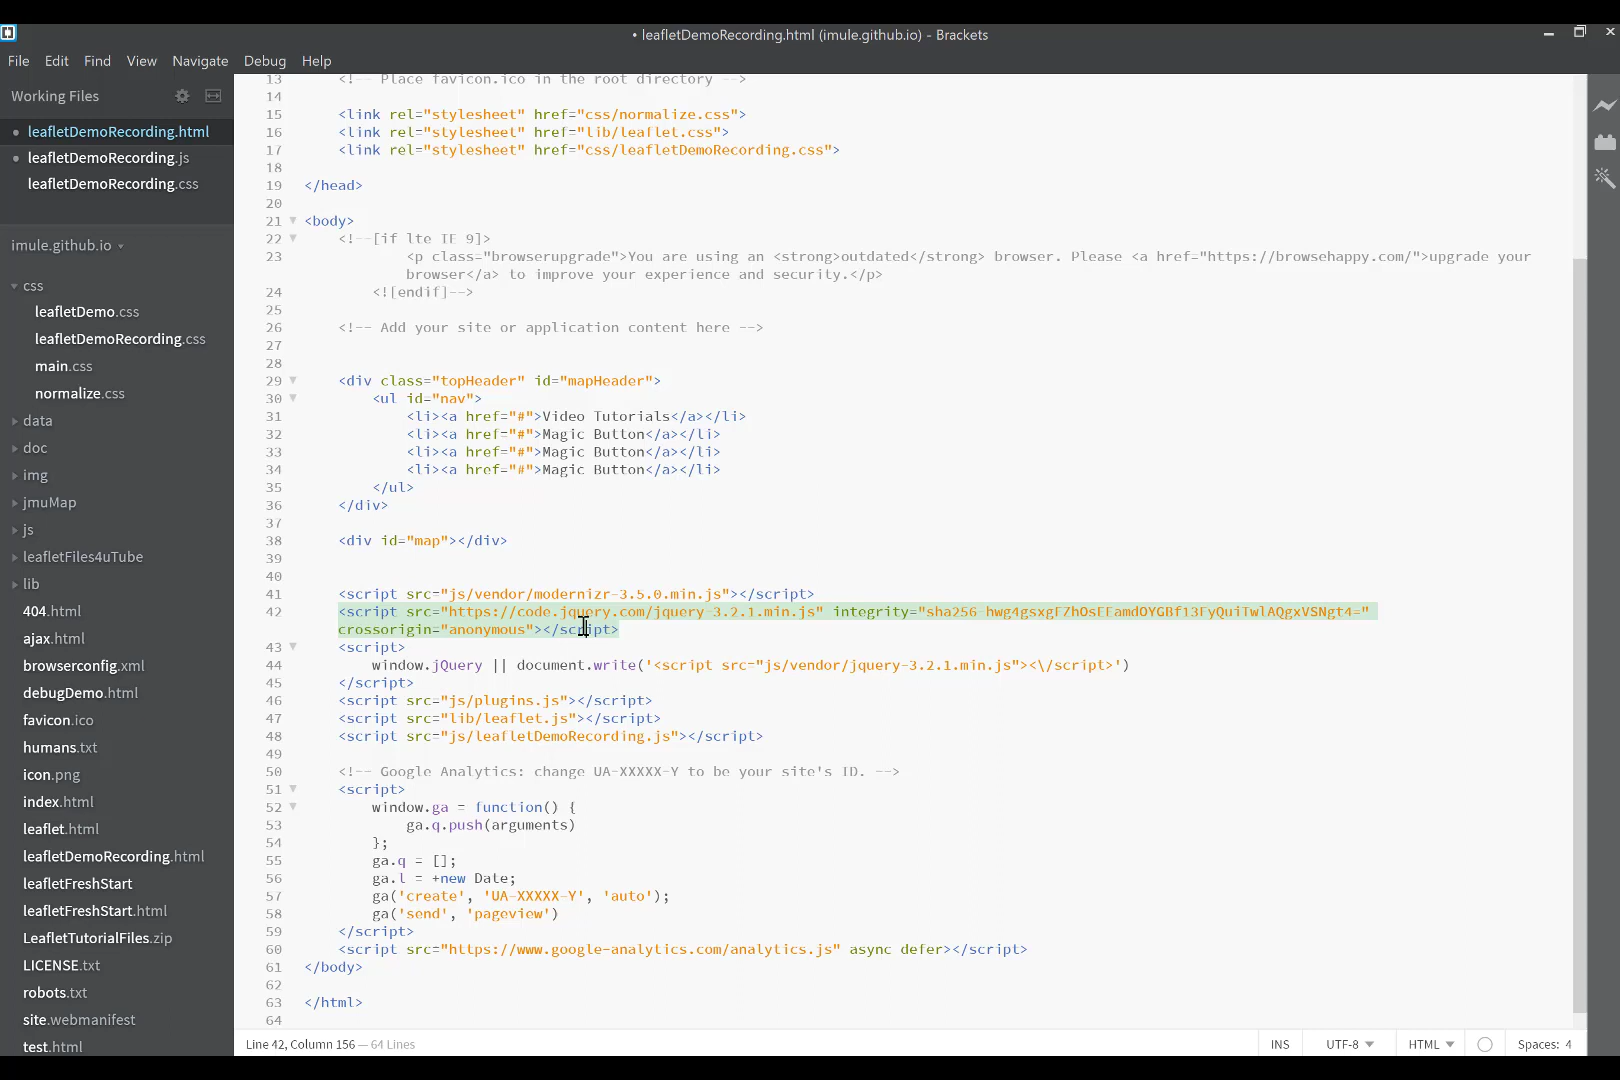 • leafletDemoRecording.html (imule.github.io) - Brackets
File Edit Find View Navigate Debug Help
Working Files
• leafletDemoRecording.html
• leafletDemoRecording.js
leafletDemoRecording.css
imule.github.io
css
leafletDemo.css
leafletDemoRecording.css
main.css
normalize.css
data
doc
img
jmuMap
js
leafletFiles4uTube
lib
404.html
ajax.html
browserconfig.xml
debugDemo.html
favicon.ico
humans.txt
icon.png
index.html
leaflet.html
leafletDemoRecording.html
leafletFreshStart
leafletFreshStart.html
LeafletTutorialFiles.zip
LICENSE.txt
robots.txt
site.webmanifest
test.html
13 <!-- Place favicon.ico in the root directory -->
14
15 <link rel="stylesheet" href="css/normalize.css">
16 <link rel="stylesheet" href="lib/leaflet.css">
17 <link rel="stylesheet" href="css/leafletDemoRecording.css">
18
19 </head>
20
21 <body>
22 <!--[if lte IE 9]>
23 <p class="browserupgrade">You are using an <strong>outdated</strong> browser. Please <a href="https://browsehappy.com/">upgrade your
browser</a> to improve your experience and security.</p>
24 <![endif]-->
25
26 <!-- Add your site or application content here -->
27
28
29 <div class="topHeader" id="mapHeader">
30 <ul id="nav">
31 <li><a href="#">Video Tutorials</a></li>
32 <li><a href="#">Magic Button</a></li>
33 <li><a href="#">Magic Button</a></li>
34 <li><a href="#">Magic Button</a></li>
35 </ul>
36 </div>
37
38 <div id="map"></div>
39
40
41 <script src="js/vendor/modernizr-3.5.0.min.js"></script>
42 <script src="https://code.jquery.com/jquery-3.2.1.min.js" integrity="sha256-hwg4gsxgFZhOsEEamdOYGBf13FyQuiTwlAQgxVSNgt4="
crossorigin="anonymous"></script>
43 <script>
44 window.jQuery || document.write('<script src="js/vendor/jquery-3.2.1.min.js"><\/script>')
45 </script>
46 <script src="js/plugins.js"></script>
47 <script src="lib/leaflet.js"></script>
48 <script src="js/leafletDemoRecording.js"></script>
49
50 <!-- Google Analytics: change UA-XXXXX-Y to be your site's ID. -->
51 <script>
52 window.ga = function() {
53 ga.q.push(arguments)
54 };
55 ga.q = [];
56 ga.l = +new Date;
57 ga('create', 'UA-XXXXX-Y', 'auto');
58 ga('send', 'pageview')
59 </script>
60 <script src="https://www.google-analytics.com/analytics.js" async defer></script>
61 </body>
62
63 </html>
64
Line 42, Column 156 — 64 Lines
INS UTF-8 HTML Spaces: 4